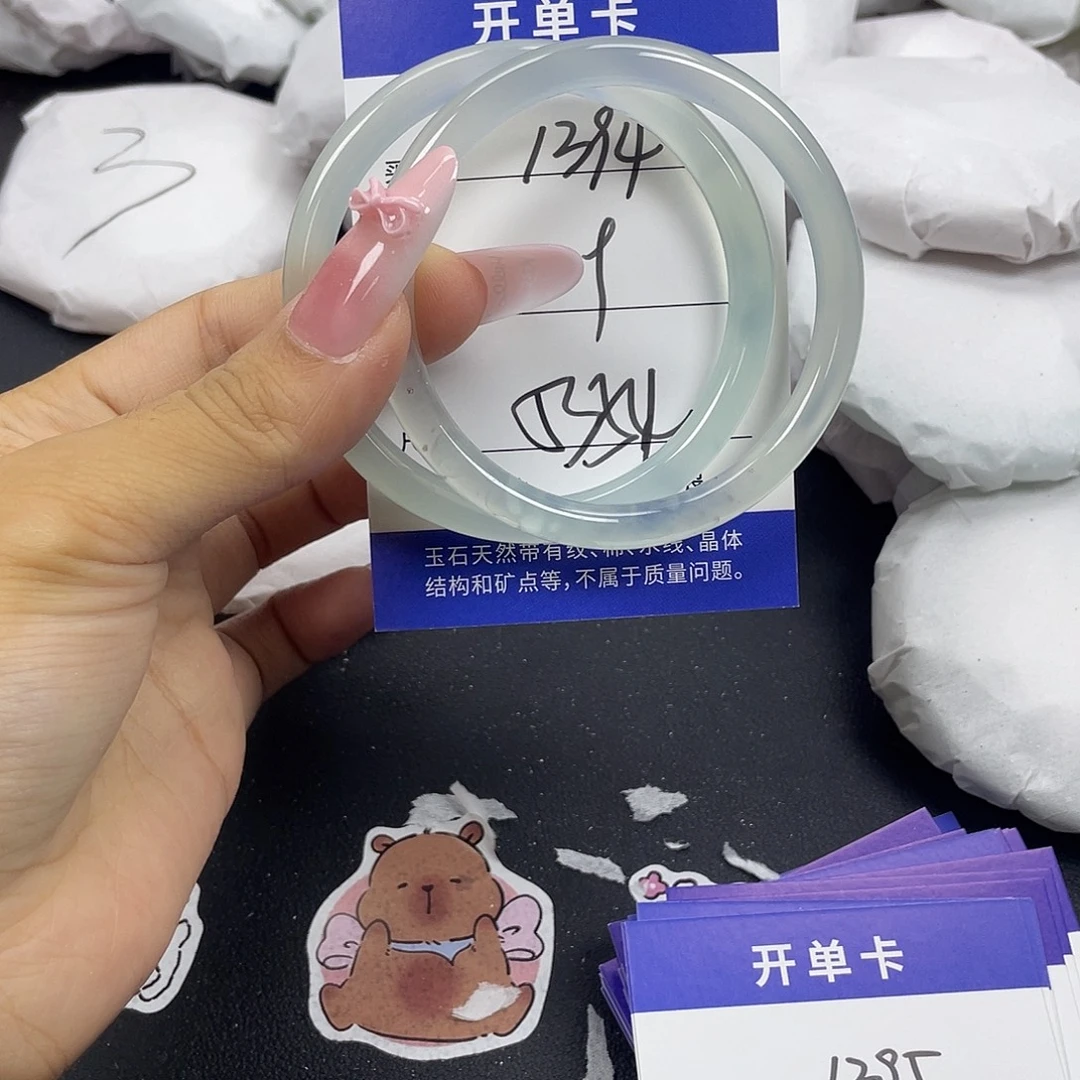 开单卡
1394
1
3
玉石天然带有纹、棉、水线、晶体
结构和矿点等,不属于质量问题。
开单卡
1395